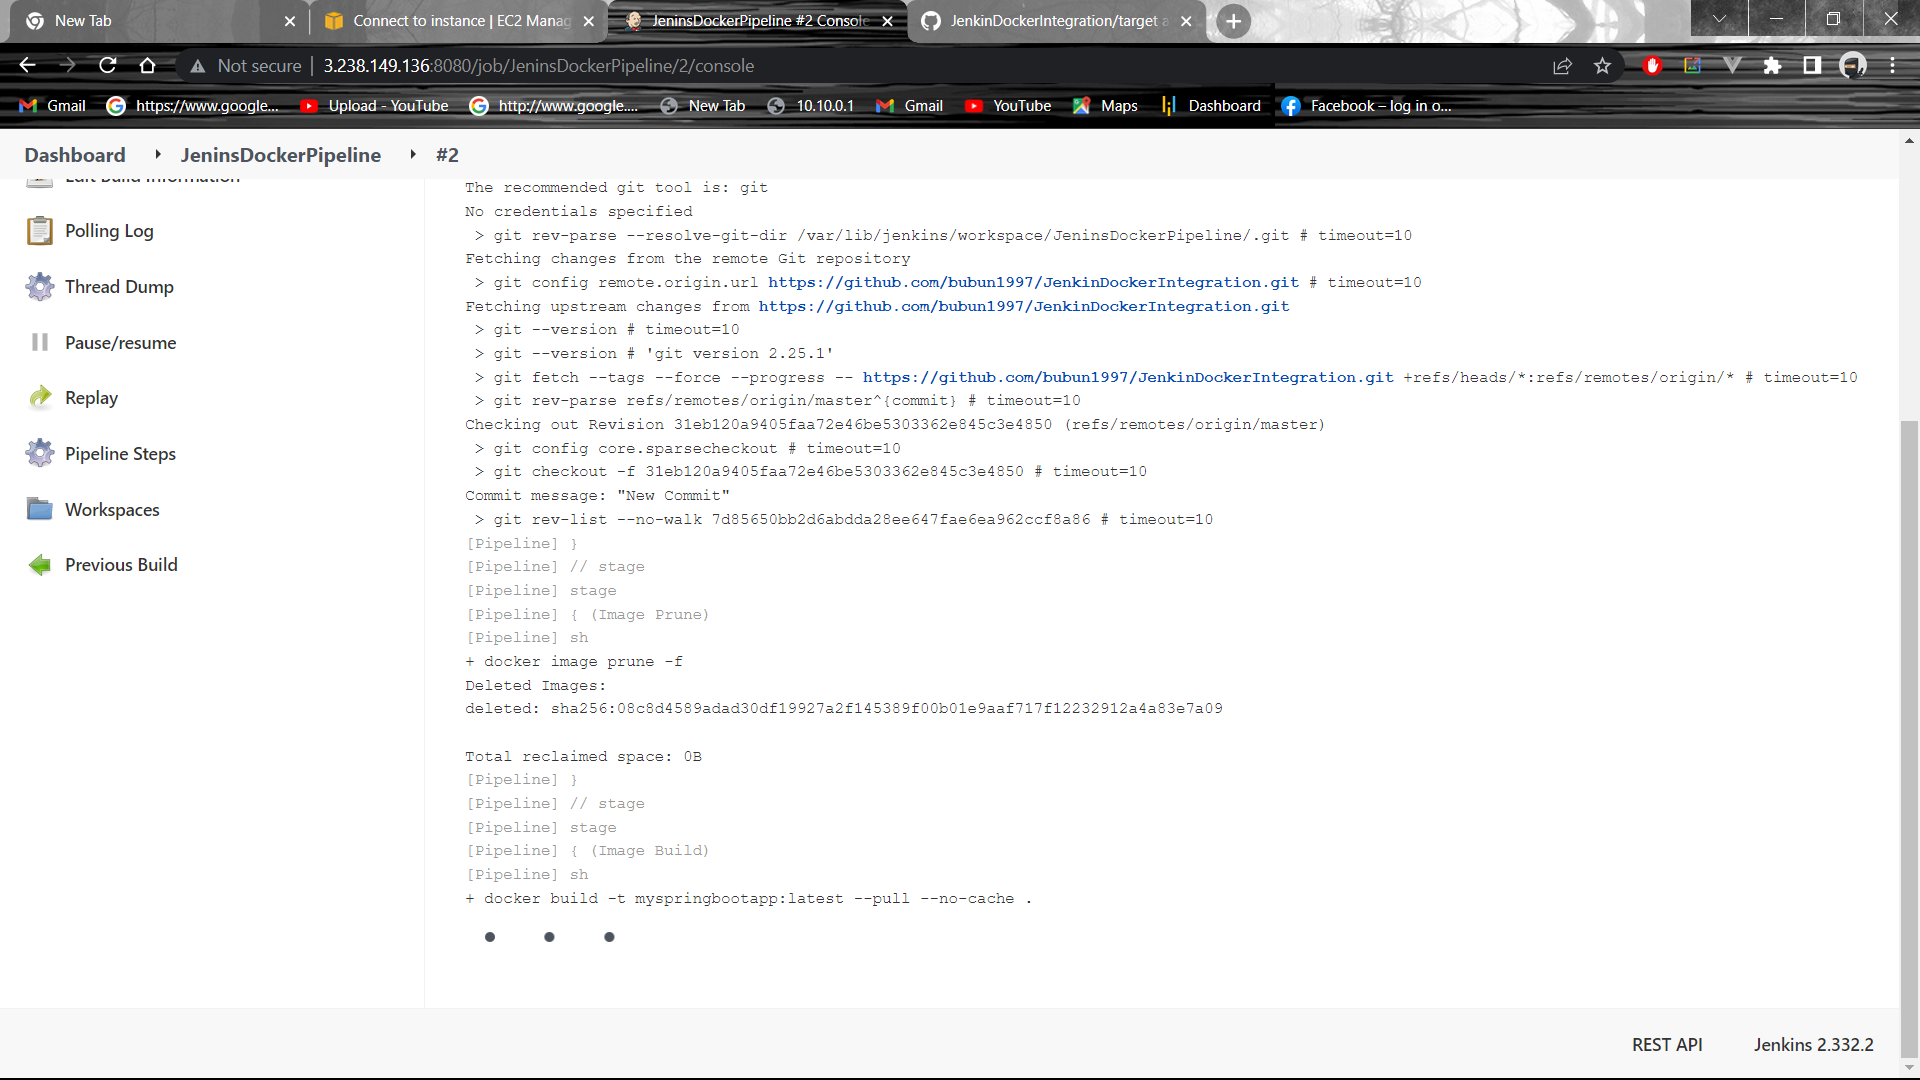 New Tab
Connect to instance | EC2 Manag
JeninsDockerPipeline #2 Console
JenkinDockerIntegration/target a
Not secure
3.238.149.136:8080/job/JeninsDockerPipeline/2/console
Gmail
https://www.google...
Upload - YouTube
http://www.google....
New Tab
10.10.0.1
Gmail
YouTube
Maps
Dashboard
Facebook – log in o...
Dashboard
JeninsDockerPipeline
#2
Edit Build Information
Polling Log
Thread Dump
Pause/resume
Replay
Pipeline Steps
Workspaces
Previous Build
The recommended git tool is: git
No credentials specified
> git rev-parse --resolve-git-dir /var/lib/jenkins/workspace/JeninsDockerPipeline/.git # timeout=10
Fetching changes from the remote Git repository
> git config remote.origin.url https://github.com/bubun1997/JenkinDockerIntegration.git # timeout=10
Fetching upstream changes from https://github.com/bubun1997/JenkinDockerIntegration.git
> git --version # timeout=10
> git --version # 'git version 2.25.1'
> git fetch --tags --force --progress -- https://github.com/bubun1997/JenkinDockerIntegration.git +refs/heads/*:refs/remotes/origin/* # timeout=10
> git rev-parse refs/remotes/origin/master^{commit} # timeout=10
Checking out Revision 31eb120a9405faa72e46be5303362e845c3e4850 (refs/remotes/origin/master)
> git config core.sparsecheckout # timeout=10
> git checkout -f 31eb120a9405faa72e46be5303362e845c3e4850 # timeout=10
Commit message: "New Commit"
> git rev-list --no-walk 7d85650bb2d6abdda28ee647fae6ea962ccf8a86 # timeout=10
[Pipeline] }
[Pipeline] // stage
[Pipeline] stage
[Pipeline] { (Image Prune)
[Pipeline] sh
+ docker image prune -f
Deleted Images:
deleted: sha256:08c8d4589adad30df19927a2f145389f00b01e9aaf717f12232912a4a83e7a09
Total reclaimed space: 0B
[Pipeline] }
[Pipeline] // stage
[Pipeline] stage
[Pipeline] { (Image Build)
[Pipeline] sh
+ docker build -t myspringbootapp:latest --pull --no-cache .
REST API
Jenkins 2.332.2